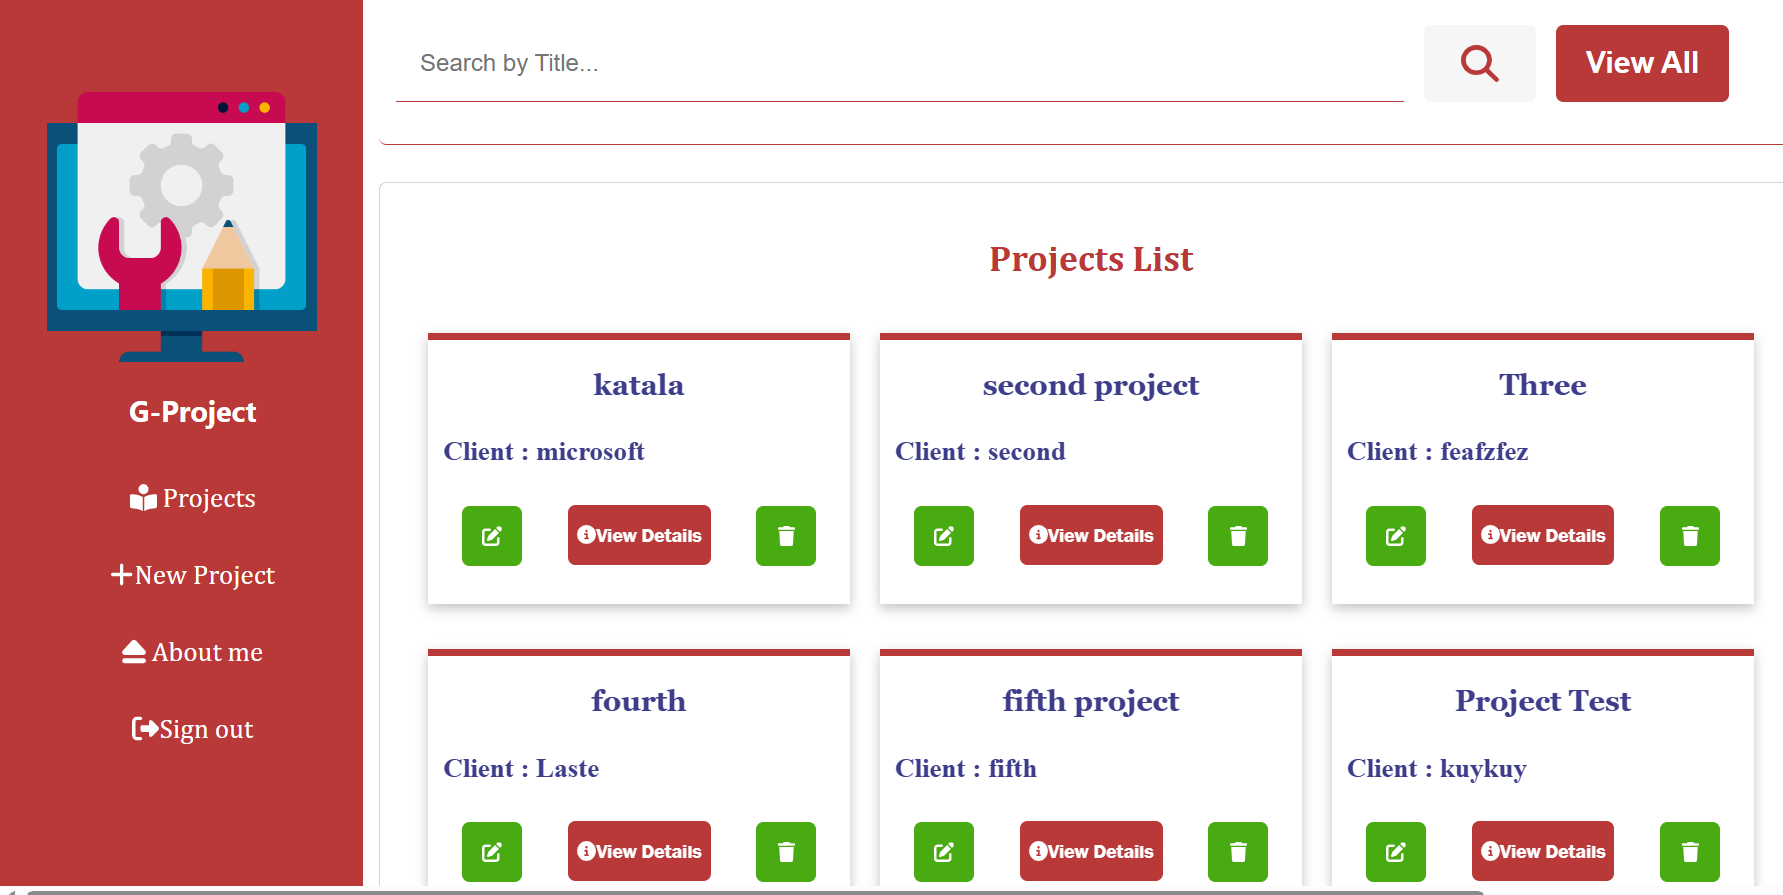 Search by Title...
View All
G-Project
Projects
New Project
About me
Sign out
Projects List
katala
Client : microsoft
View Details
second project
Client : second
View Details
Three
Client : feafzfez
View Details
fourth
Client : Laste
View Details
fifth project
Client : fifth
View Details
Project Test
Client : kuykuy
View Details